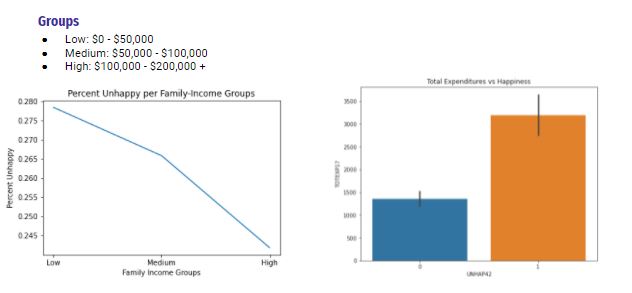 Groups
• Low: $0 - $50,000
• Medium: $50,000 - $100,000
• High: $100,000 - $200,000 +
Percent Unhappy per Family-Income Groups
0.280
0.275
0.270
0.265
0.260
0.255
0.250
0.245
Percent Unhappy
Low Medium High
Family Income Groups
Total Expenditures vs Happiness
3500
3000
2500
2000
1500
1000
500
0
TOTEXP17
0 1
UNHAP42